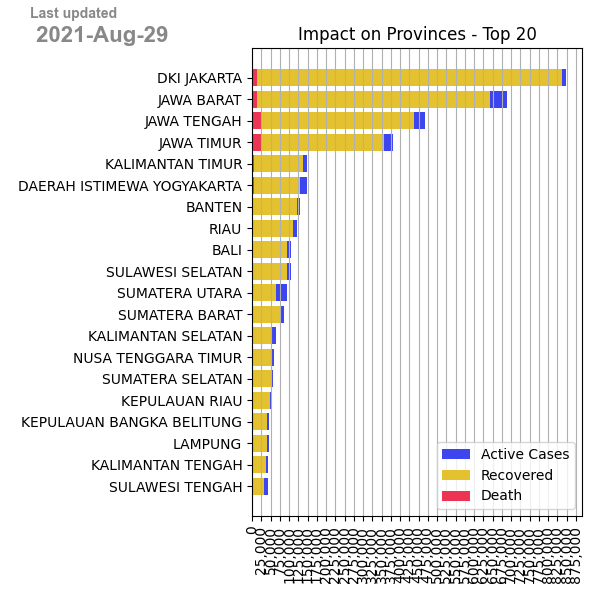 Last updated
2021-Aug-29
Impact on Provinces - Top 20
DKI JAKARTA
JAWA BARAT
JAWA TENGAH
JAWA TIMUR
KALIMANTAN TIMUR
DAERAH ISTIMEWA YOGYAKARTA
BANTEN
RIAU
BALI
SULAWESI SELATAN
SUMATERA UTARA
SUMATERA BARAT
KALIMANTAN SELATAN
NUSA TENGGARA TIMUR
SUMATERA SELATAN
KEPULAUAN RIAU
KEPULAUAN BANGKA BELITUNG
LAMPUNG
KALIMANTAN TENGAH
SULAWESI TENGAH
Active Cases
Recovered
Death
0
25,000
50,000
75,000
100,000
125,000
150,000
175,000
200,000
225,000
250,000
275,000
300,000
325,000
350,000
375,000
400,000
425,000
450,000
475,000
500,000
525,000
550,000
575,000
600,000
625,000
650,000
675,000
700,000
725,000
750,000
775,000
800,000
825,000
850,000
875,000